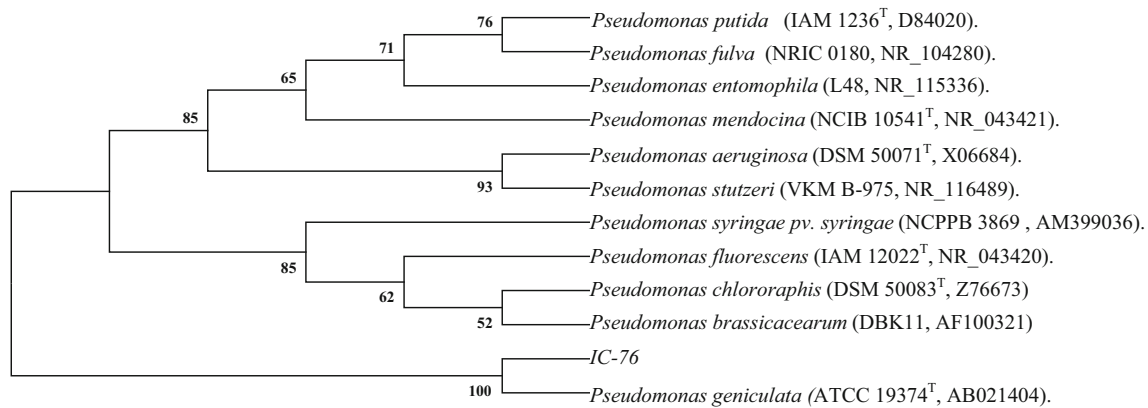 76
Pseudomonas putida (IAM 1236ᵀ, D84020).
71
Pseudomonas fulva (NRIC 0180, NR_104280).
65
Pseudomonas entomophila (L48, NR_115336).
85
Pseudomonas mendocina (NCIB 10541ᵀ, NR_043421).
Pseudomonas aeruginosa (DSM 50071ᵀ, X06684).
93
Pseudomonas stutzeri (VKM B-975, NR_116489).
Pseudomonas syringae pv. syringae (NCPPB 3869 , AM399036).
85
Pseudomonas fluorescens (IAM 12022ᵀ, NR_043420).
62
Pseudomonas chlororaphis (DSM 50083ᵀ, Z76673)
52
Pseudomonas brassicacearum (DBK11, AF100321)
IC-76
100
Pseudomonas geniculata (ATCC 19374ᵀ, AB021404).